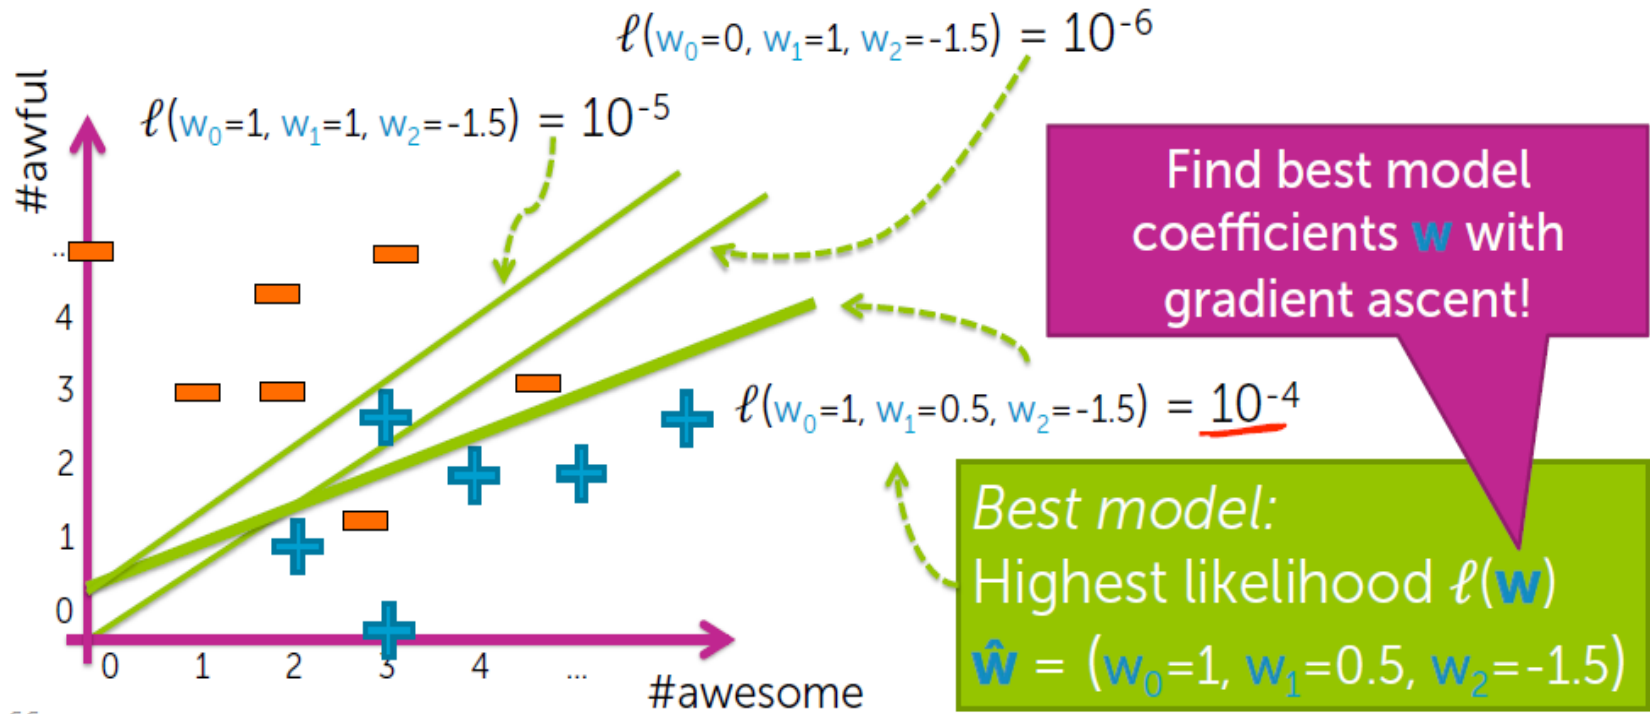 ℓ(w₀=0, w₁=1, w₂=-1.5) = 10⁻⁶
ℓ(w₀=1, w₁=1, w₂=-1.5) = 10⁻⁵
#awful
Find best model
coefficients w with
gradient ascent!
..
4
3
2
1
0
ℓ(w₀=1, w₁=0.5, w₂=-1.5) = 10⁻⁴
Best model:
Highest likelihood ℓ(w)
ŵ = (w₀=1, w₁=0.5, w₂=-1.5)
0 1 2 3 4 ...
#awesome